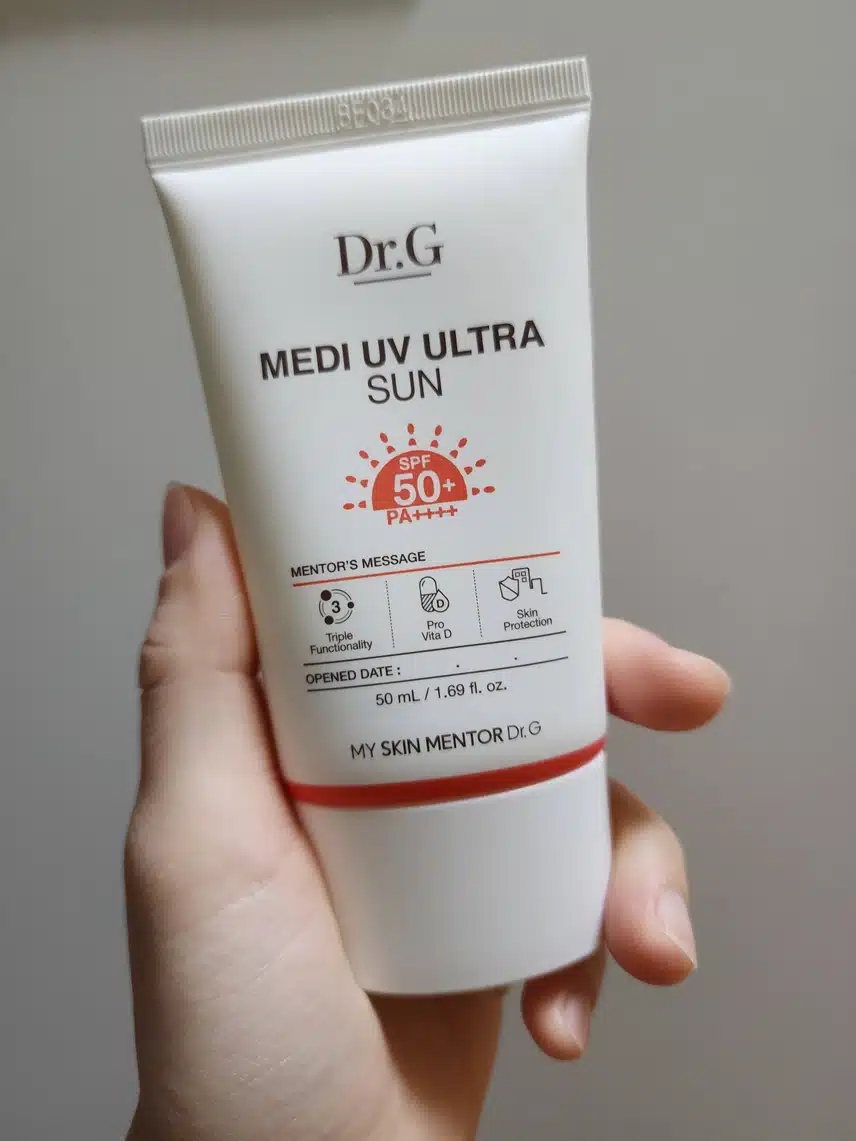 Dr.G
MEDI UV ULTRA
SUN
SPF
50+
PA++++
MENTOR'S MESSAGE
3
Triple
Functionality
D
Pro
Vita D
Skin
Protection
OPENED DATE : . .
50 mL / 1.69 fl. oz.
MY SKIN MENTOR Dr.G